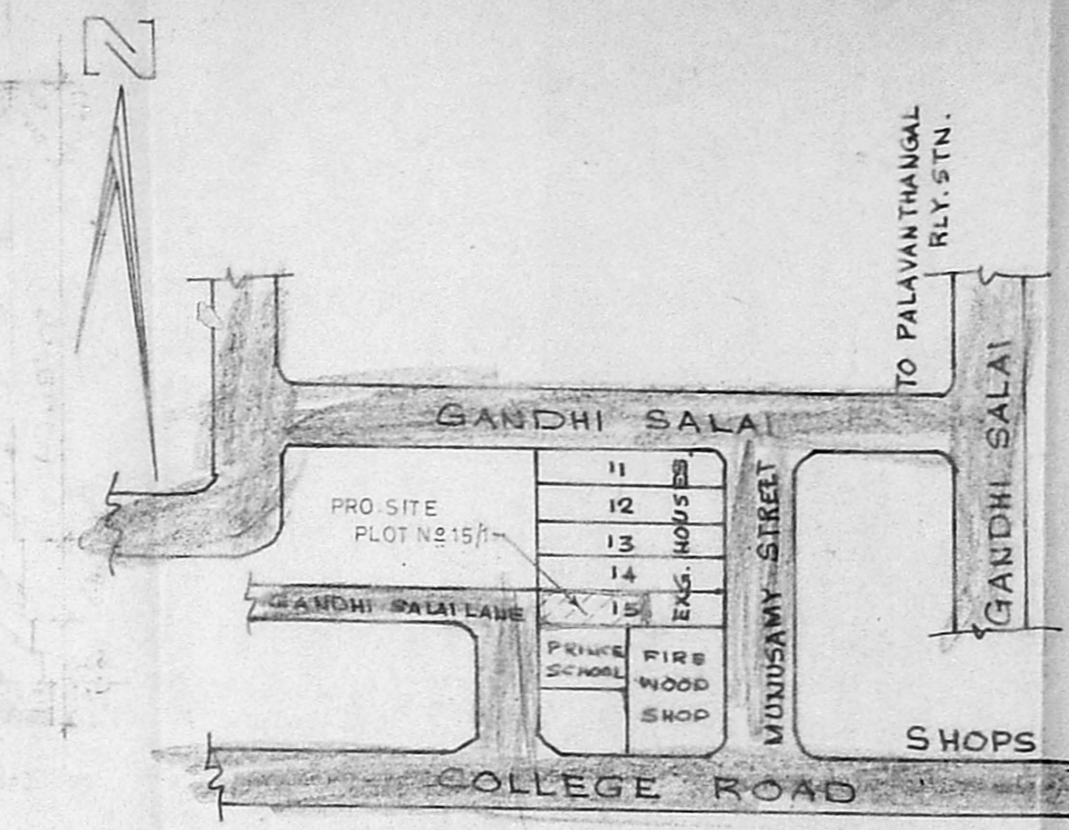 N
TO PALAVANTHANGAL
RLY. STN.
GANDHI SALAI
GANDHI SALAI
11
12
13
14
15
EXG. HOUSES.
PRO. SITE
PLOT Nº 15/1
MUNUSAMY STREET
GANDHI SALAI LANE
PRINCE
SCHOOL
FIRE
WOOD
SHOP
SHOPS
COLLEGE ROAD